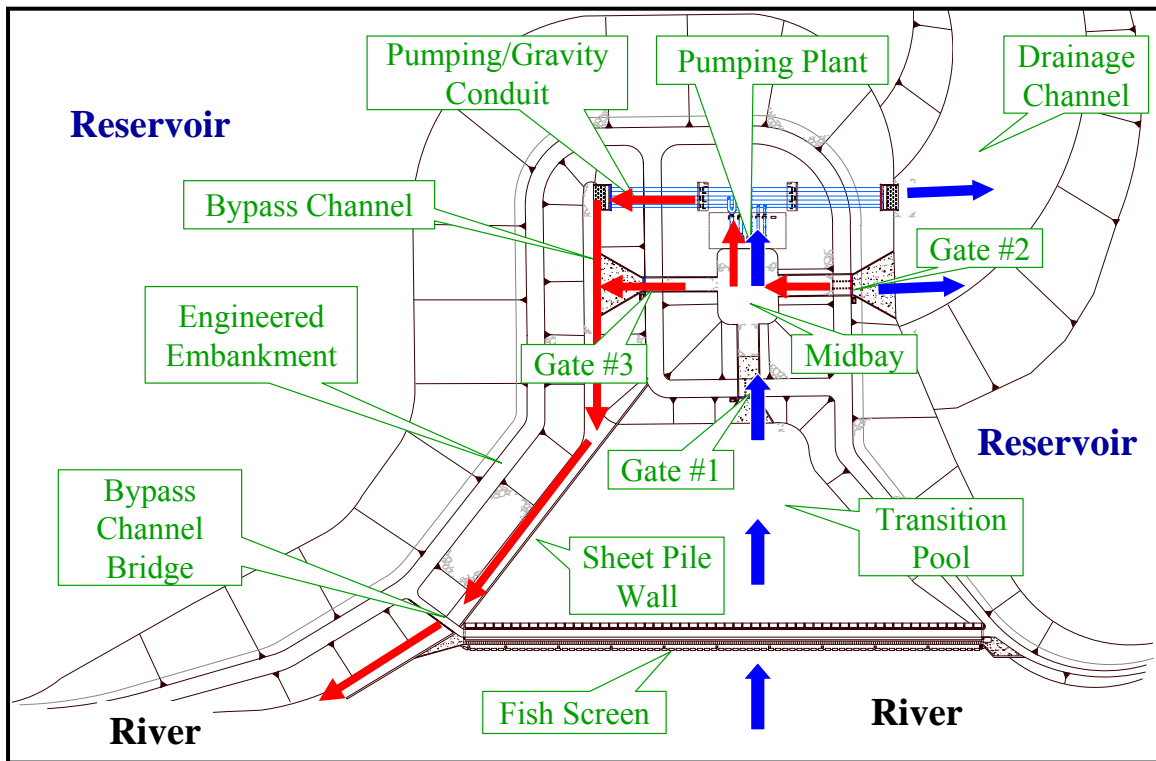 Pumping/Gravity
Conduit
Pumping Plant
Drainage
Channel
Reservoir
Bypass Channel
Gate #2
Engineered
Embankment
Gate #3
Midbay
Reservoir
Gate #1
Bypass
Channel
Bridge
Transition
Pool
Sheet Pile
Wall
Fish Screen
River
River